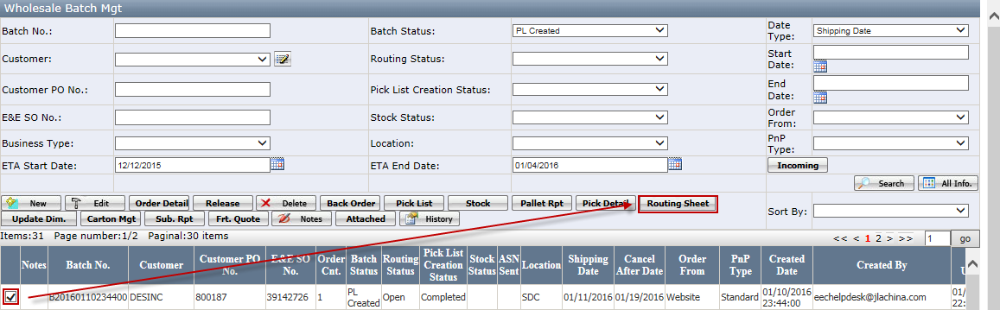 Wholesale Batch Mgt
Batch No.: Batch Status: PL Created Date Type: Shipping Date
Customer: Routing Status: Start Date:
Customer PO No.: Pick List Creation Status: End Date:
E&E SO No.: Stock Status: Order From:
Business Type: Location: PnP Type:
ETA Start Date: 12/12/2015 ETA End Date: 01/04/2016 Incoming
Search All Info.
New Edit Order Detail Release Delete Back Order Pick List Stock Pallet Rpt Pick Detail Routing Sheet
Sort By:
Update Dim. Carton Mgt Sub. Rpt Frt. Quote Notes Attached History
Items:31 Page number:1/2 Paginal:30 items << < 1 2 > >> 1 go
Notes Batch No. Customer Customer PO No. E&E SO No. Order Cnt. Batch Status Routing Status Pick List Creation Status Stock Status ASN Sent Location Shipping Date Cancel After Date Order From PnP Type Created Date Created By U
B20160110234400 DESINC 800187 39142726 1 PL Created Open Completed SDC 01/11/2016 01/19/2016 Website Standard 01/10/2016 23:44:00 eechelpdesk@jlachina.com 01/ 22: